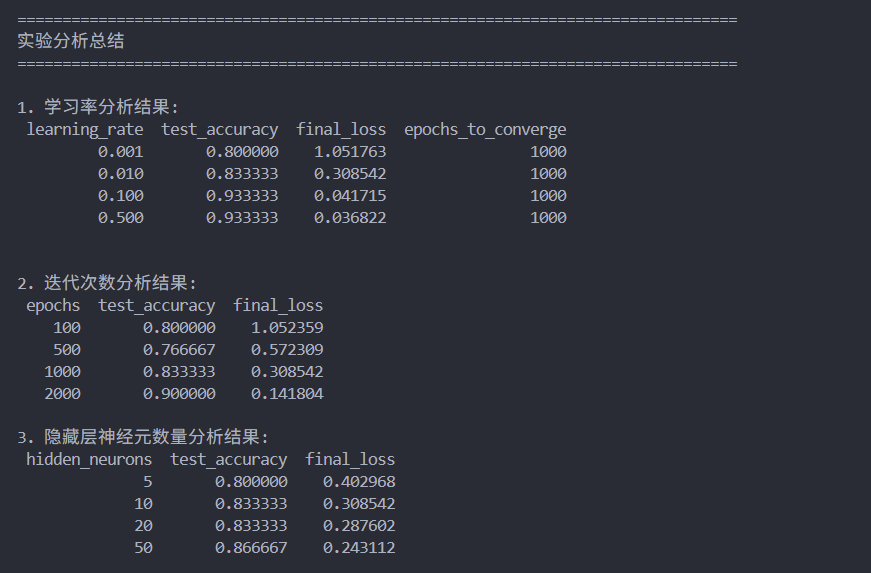 ================================================================================
实验分析总结
================================================================================
1. 学习率分析结果:
learning_rate test_accuracy final_loss epochs_to_converge
0.001 0.800000 1.051763 1000
0.010 0.833333 0.308542 1000
0.100 0.933333 0.041715 1000
0.500 0.933333 0.036822 1000
2. 迭代次数分析结果:
epochs test_accuracy final_loss
100 0.800000 1.052359
500 0.766667 0.572309
1000 0.833333 0.308542
2000 0.900000 0.141804
3. 隐藏层神经元数量分析结果:
hidden_neurons test_accuracy final_loss
5 0.800000 0.402968
10 0.833333 0.308542
20 0.833333 0.287602
50 0.866667 0.243112